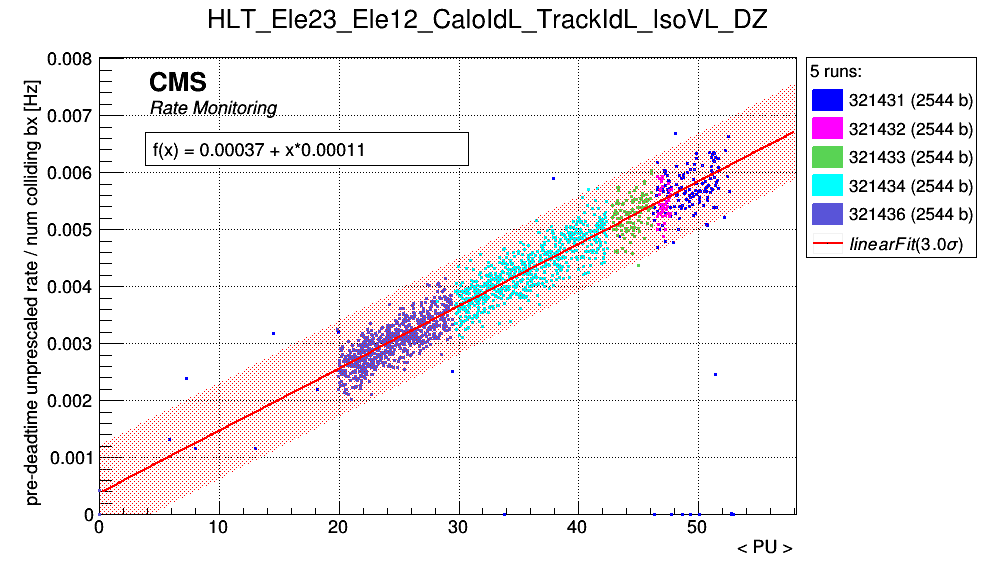 HLT_Ele23_Ele12_CaloIdL_TrackIdL_IsoVL_DZ
CMS
Rate Monitoring
f(x) = 0.00037 + x*0.00011
pre-deadtime unprescaled rate / num colliding bx [Hz]
0.008
0.007
0.006
0.005
0.004
0.003
0.002
0.001
0
0 10 20 30 40 50
< PU >
5 runs:
321431 (2544 b)
321432 (2544 b)
321433 (2544 b)
321434 (2544 b)
321436 (2544 b)
linearFit(3.0σ)